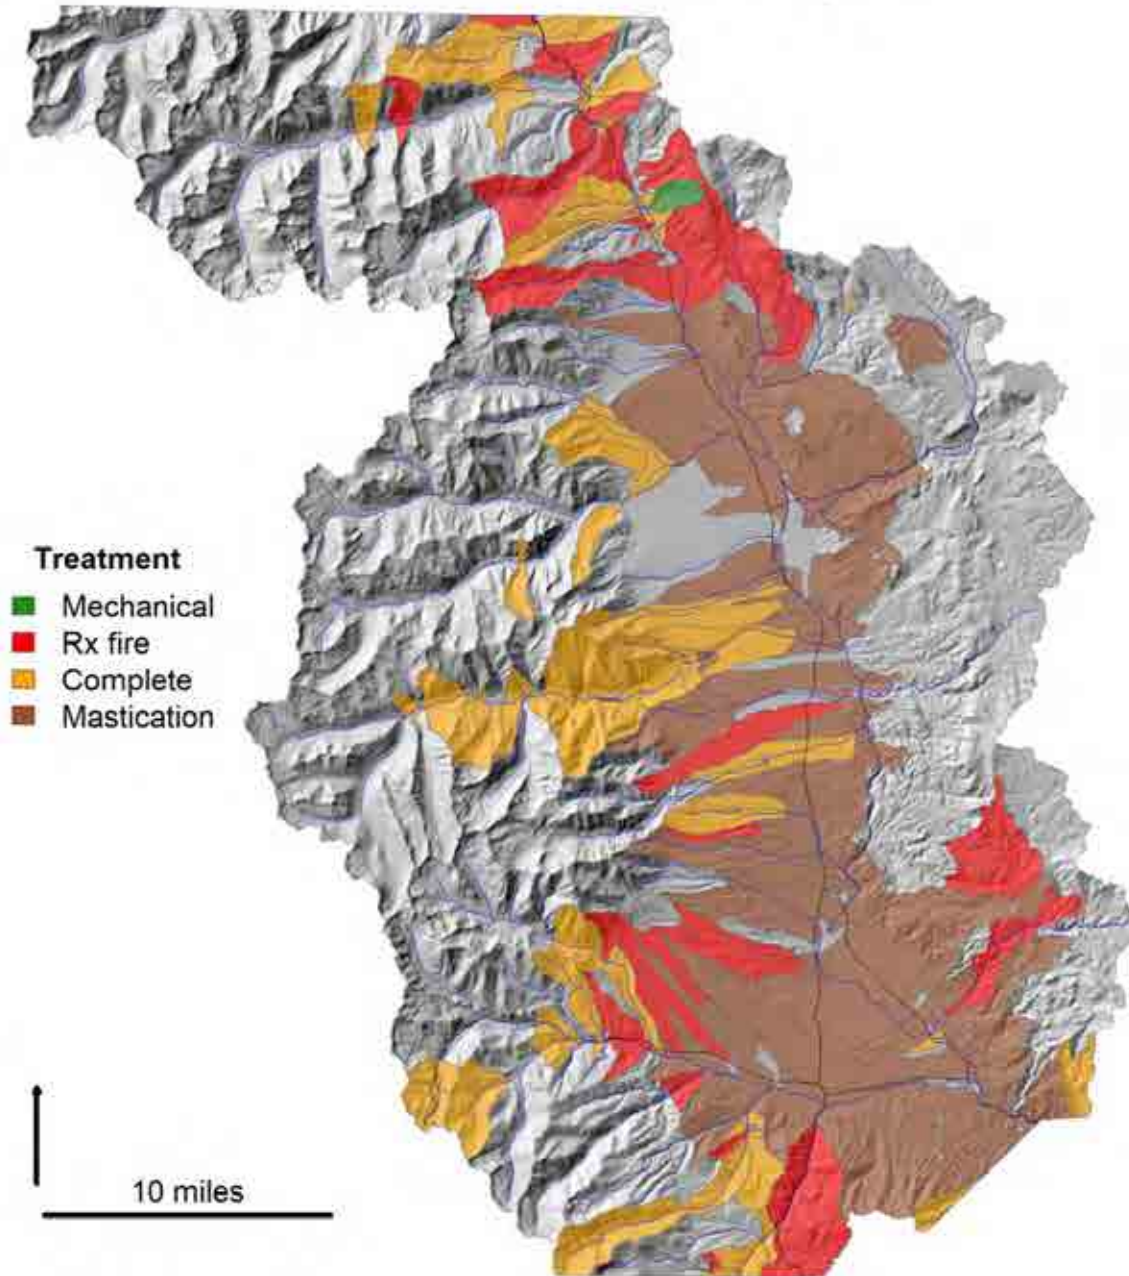 Treatment
Mechanical
Rx fire
Complete
Mastication
10 miles